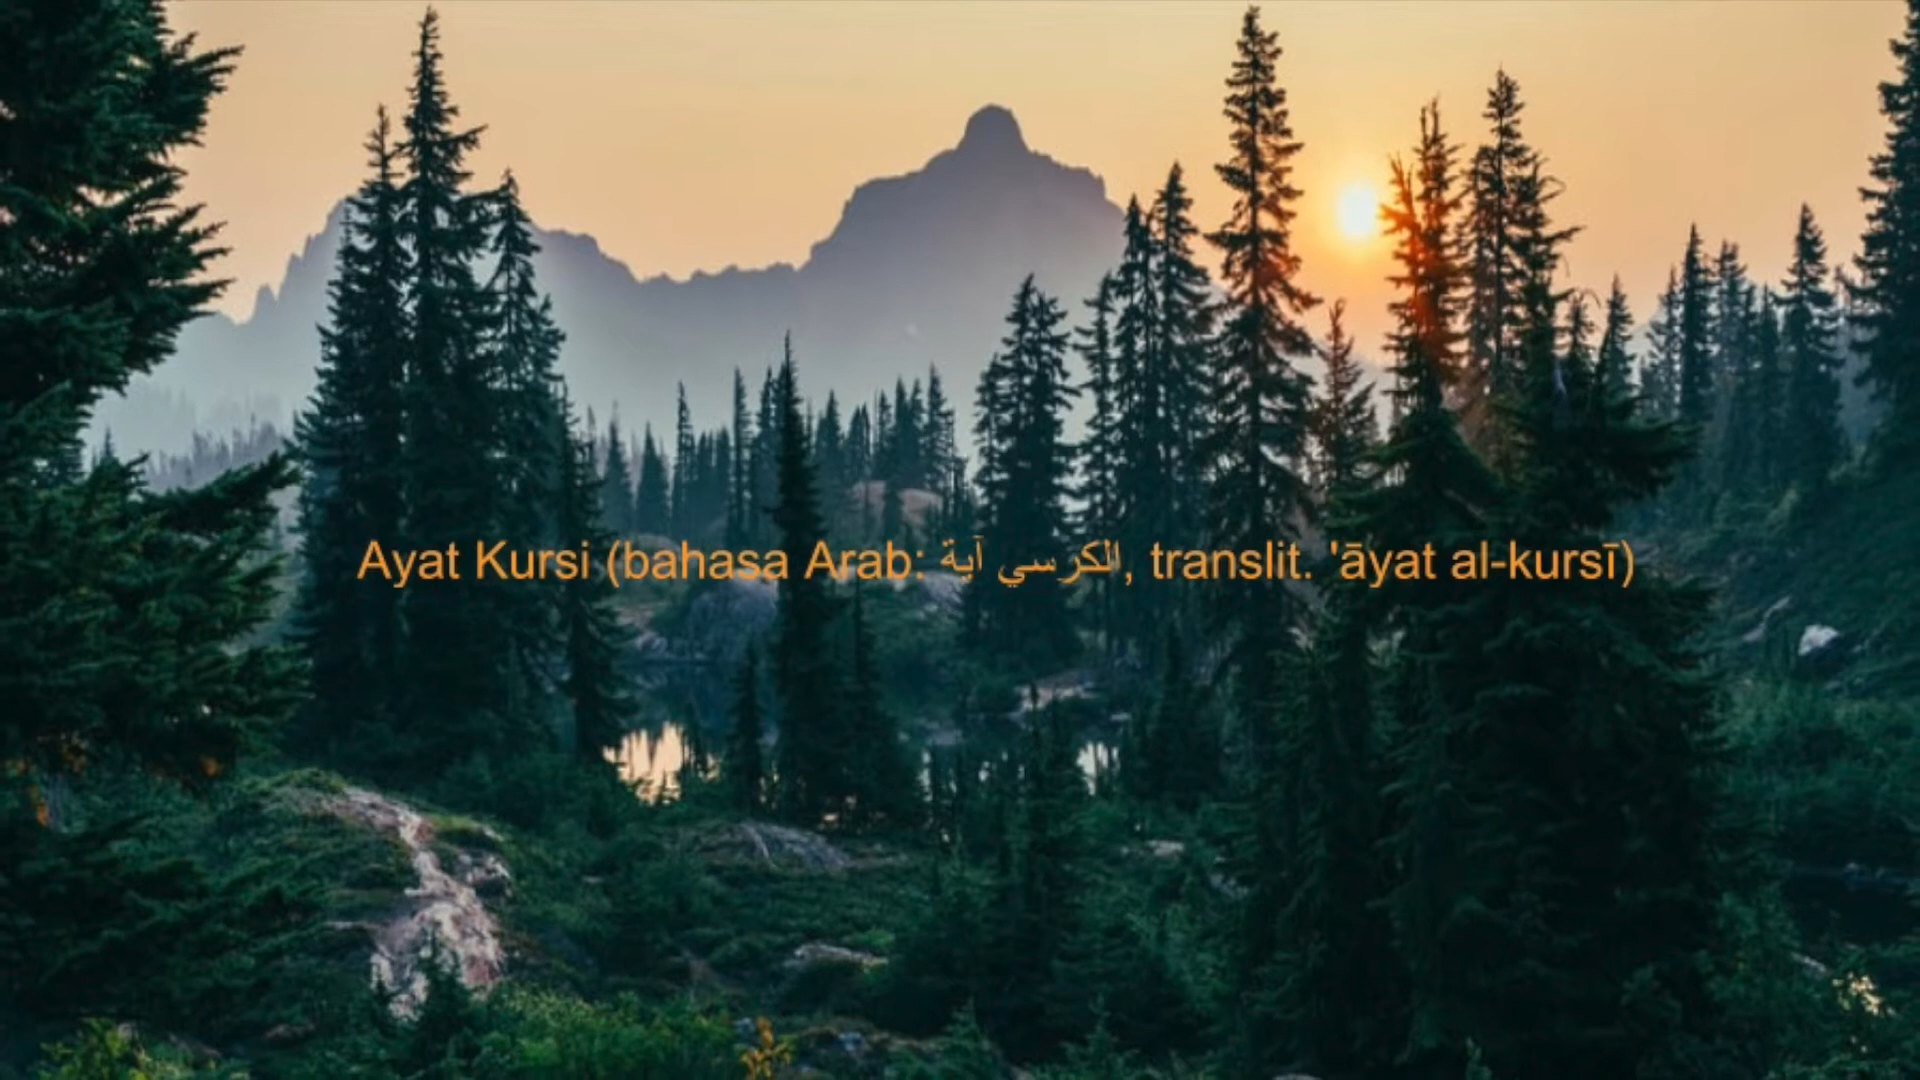 Ayat Kursi (bahasa Arab: آية الكرسي, translit. 'āyat al-kursī)